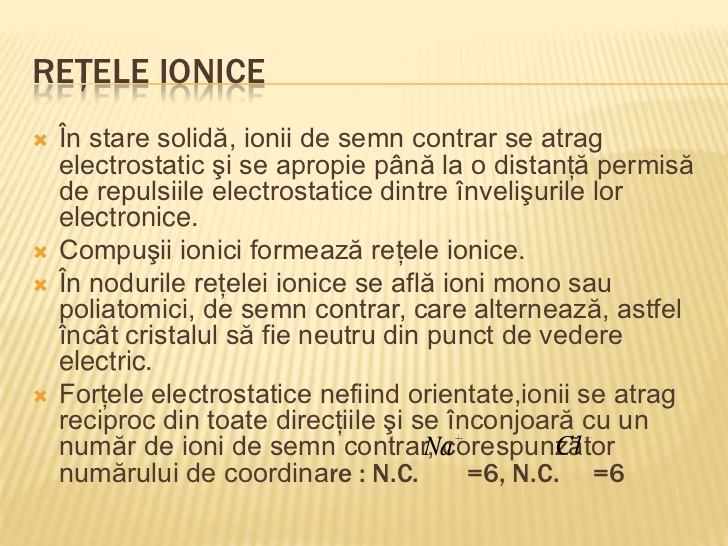 REȚELE IONICE
În stare solidă, ionii de semn contrar se atrag
electrostatic şi se apropie până la o distanță permisă
de repulsiile electrostatice dintre învelişurile lor
electronice.
Compuşii ionici formează rețele ionice.
În nodurile rețelei ionice se află ioni mono sau
poliatomici, de semn contrar, care alternează, astfel
încât cristalul să fie neutru din punct de vedere
electric.
Forțele electrostatice nefiind orientate,ionii se atrag
reciproc din toate direcțiile şi se înconjoară cu un
număr de ioni de semn contrar, corespunzător
numărului de coordinare : N.C. Na+ =6, N.C. Cl =6